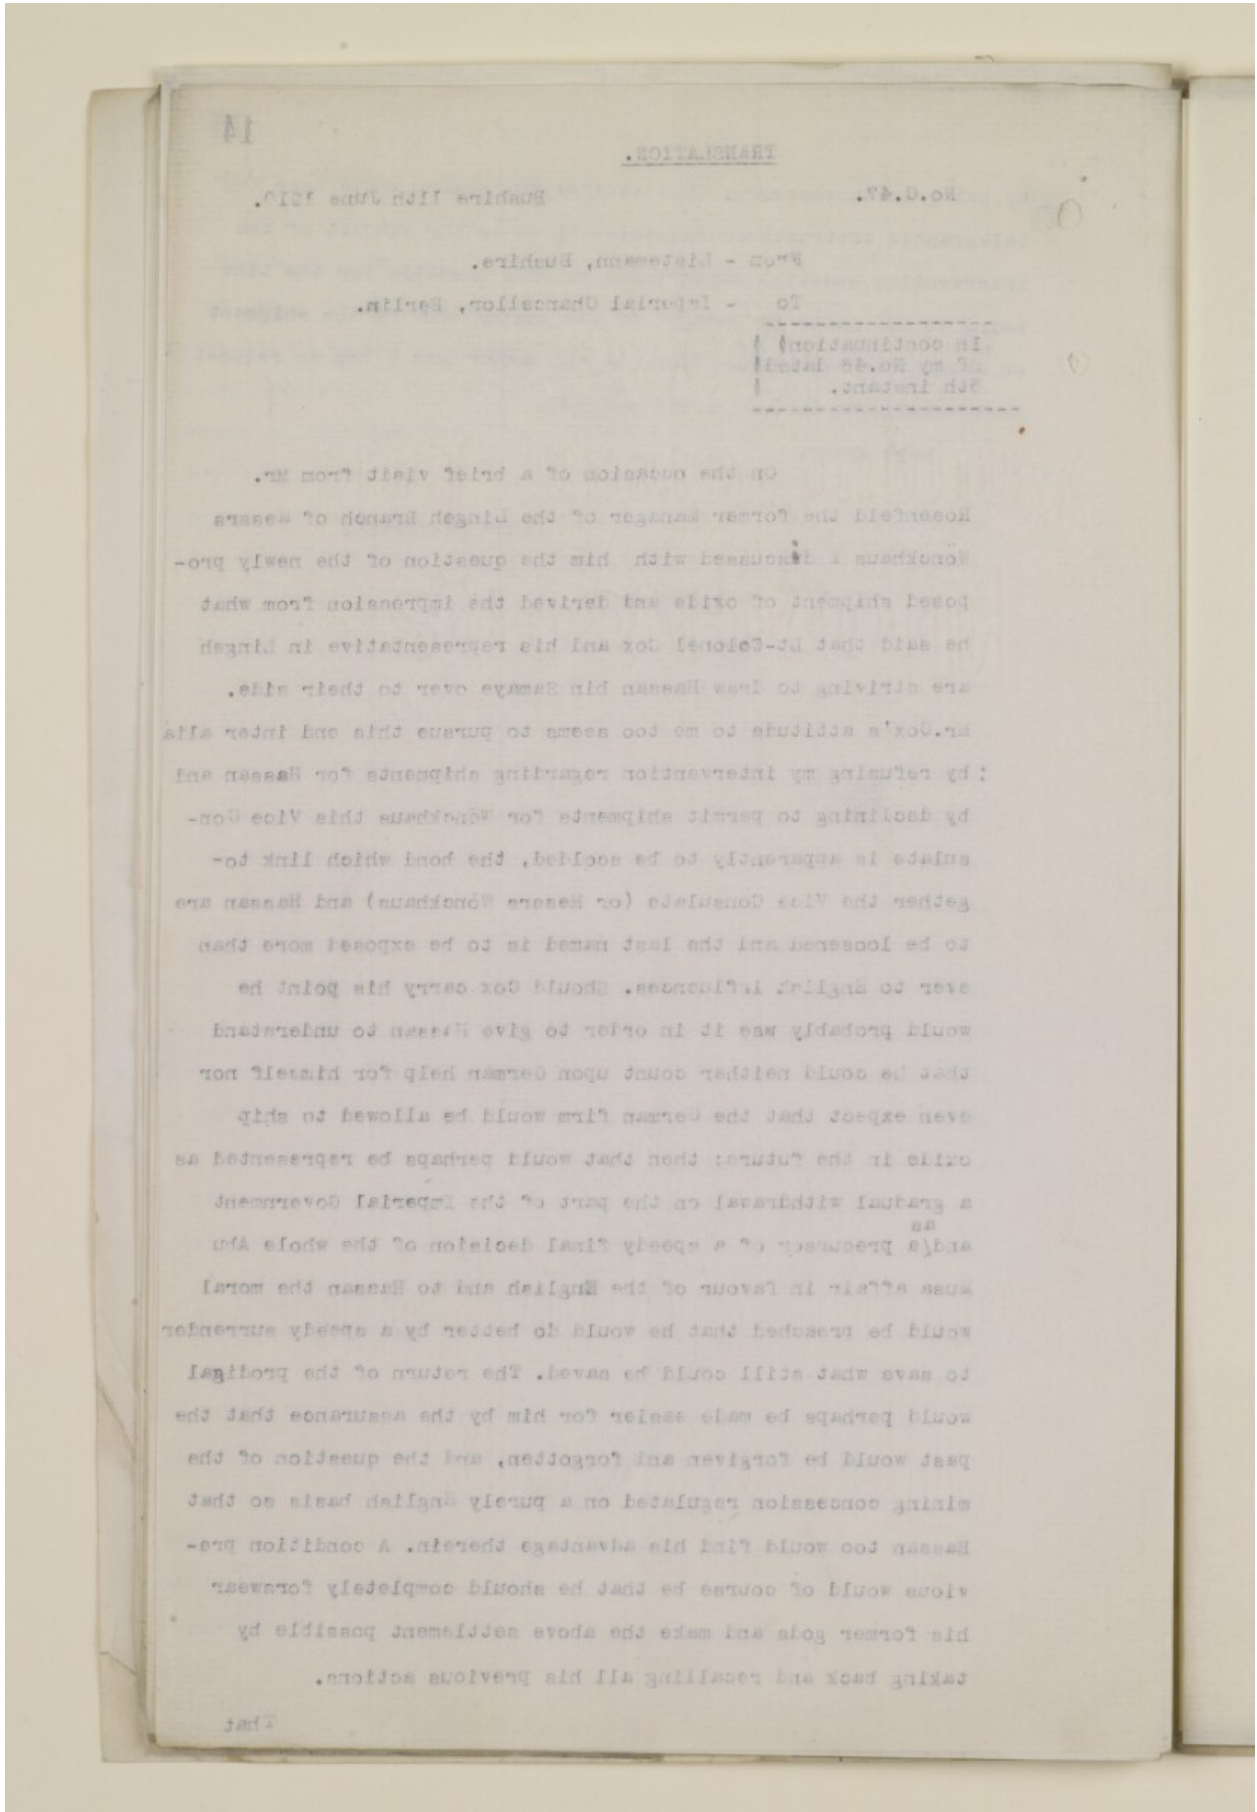 14
TRANSLATION.
No.C.47. Bushire 11th June 1910.
From - Listemann, Bushire.
To - Imperial Chancellor, Berlin.
In continuation
of my No.46 dated
5th instant.
On the occasion of a brief visit from Mr.
Rosenfeld the former Manager of the Lingah Branch of Messrs
Wönckhaus I discussed with him the question of the newly pro-
posed shipment of oxide and derived the impression from what
he said that Lt-Colonel Cox and his representative in Lingah
are striving to draw Hassan bin Samaye over to their side.
Mr.Cox's attitude to me too seems to pursue this end inter alia
; by refusing my intervention regarding shipments for Hassan and
by declining to permit shipments for Wönckhaus this Vice Con-
sulate is apparently to be scolded, the bond which link to-
gether the Vice Consulate (or Messrs Wönckhaus) and Hassan are
to be loosened and the last named is to be exposed more than
ever to English influences. Should Cox carry his point he
would probably use it in order to give Hassan to understand
that he could neither count upon German help for himself nor
even expect that the German firm would be allowed to ship
oxide in the future; then that would perhaps be represented as
a gradual withdrawal on the part of the Imperial Government
as
and/a precursor of a speedy final decision of the whole Abu
Musa affair in favour of the English and to Hassan the moral
would be preached that he would do better by a speedy surrender
to save what still could be saved. The return of the prodigal
would perhaps be made easier for him by the assurance that the
past would be forgiven and forgotten, and the question of the
mining concession regulated on a purely English basis so that
Hassan too would find his advantage therein. A condition pre-
vious would of course be that he should completely forswear
his former gods and make the above settlement possible by
taking back and recalling all his previous actions.
That